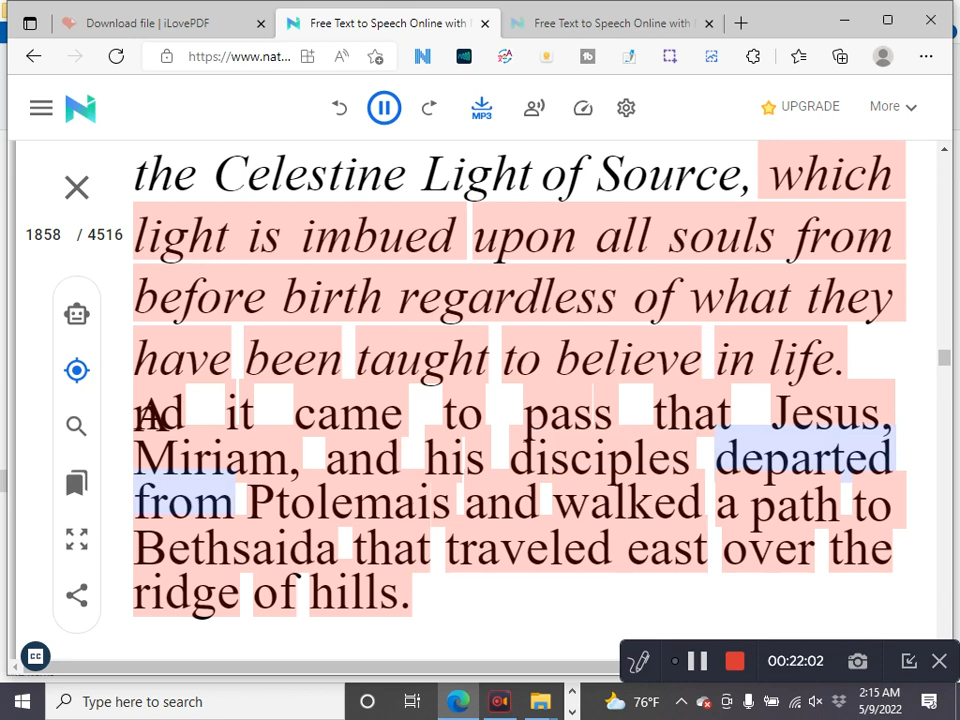 Download file | iLovePDF
Free Text to Speech Online with
Free Text to Speech Online with
https://www.nat...
UPGRADE
More
MP3
1858 / 4516
the Celestine Light of Source, which
light is imbued upon all souls from
before birth regardless of what they
have been taught to believe in life.
And it came to pass that Jesus,
Miriam, and his disciples departed
from Ptolemais and walked a path to
Bethsaida that traveled east over the
ridge of hills.
CC
00:22:02
Type here to search
76°F
2:15 AM
5/9/2022